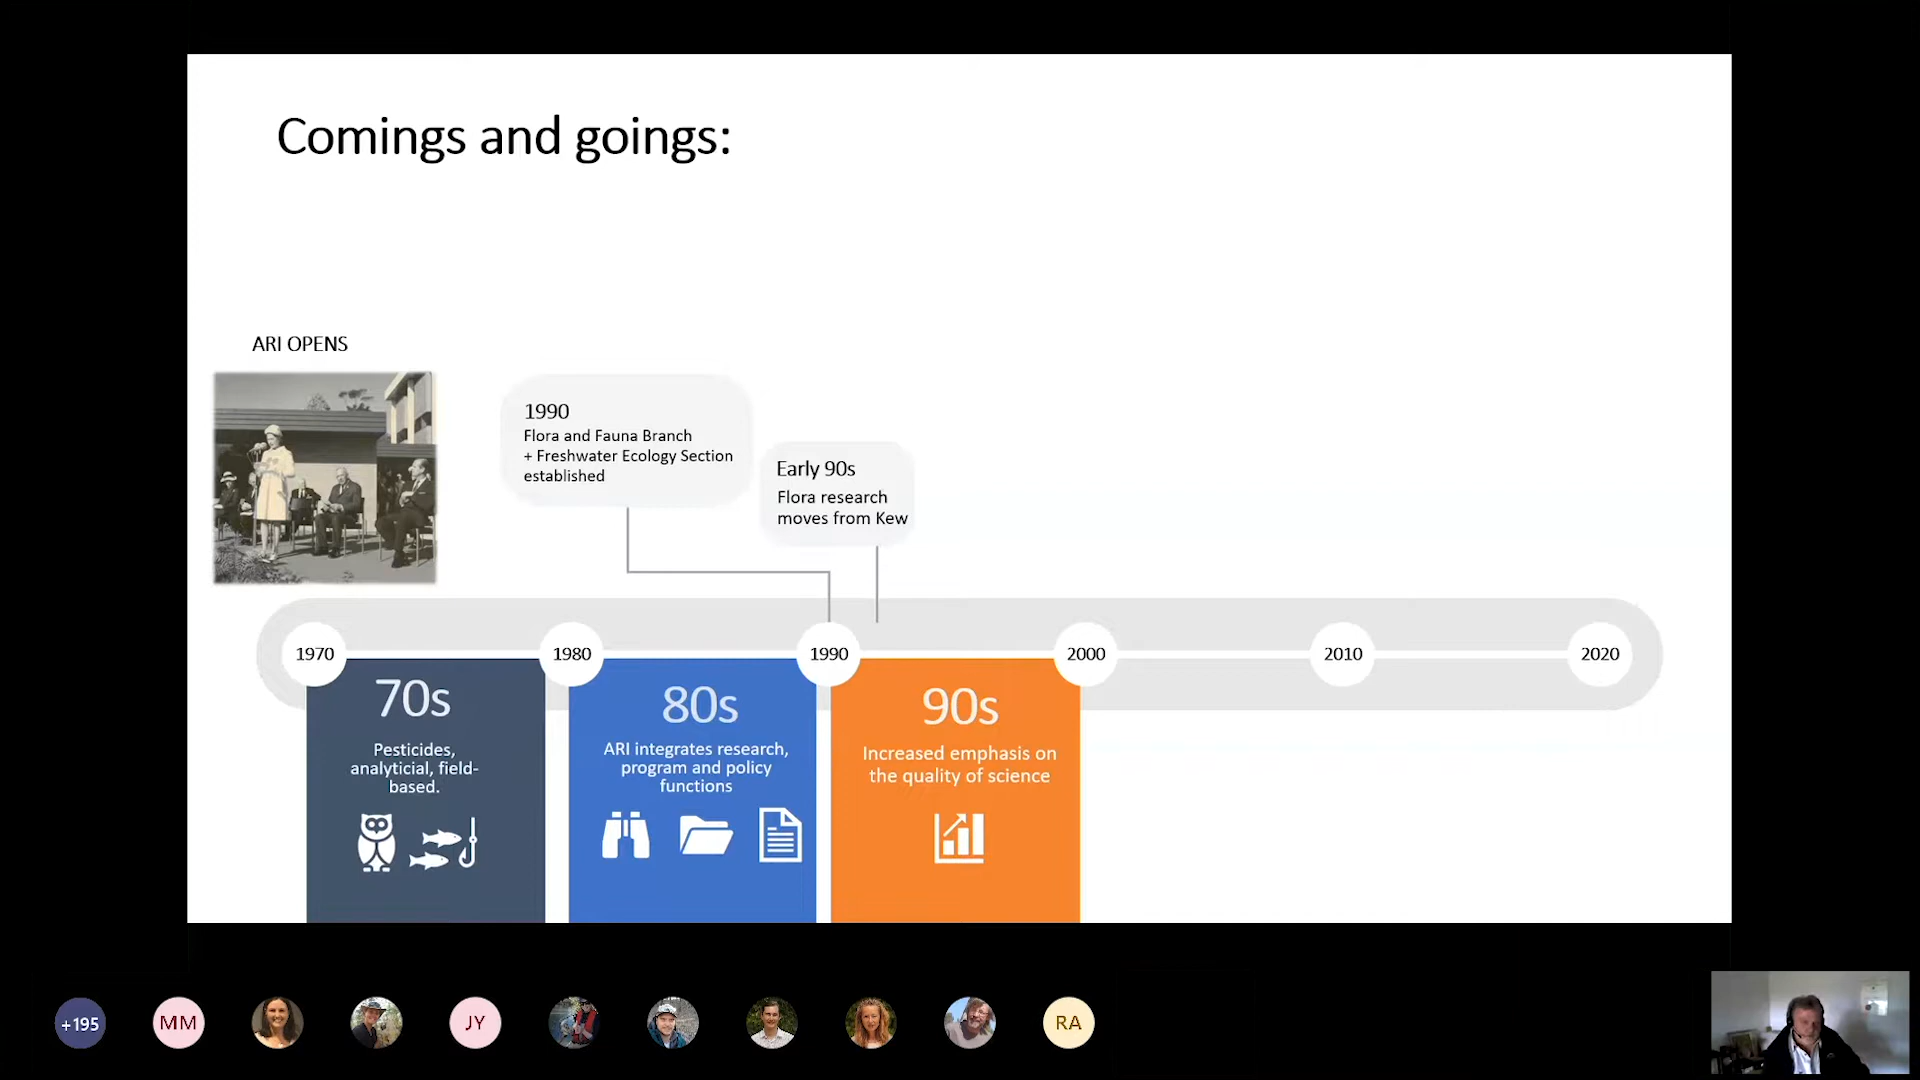 Comings and goings:
ARI OPENS
1990
Flora and Fauna Branch
+ Freshwater Ecology Section
established
Early 90s
Flora research
moves from Kew
1970
1980
1990
2000
2010
2020
70s
Pesticides,
analyticial, field-
based.
80s
ARI integrates research,
program and policy
functions
90s
Increased emphasis on
the quality of science
+195
MM
JY
RA